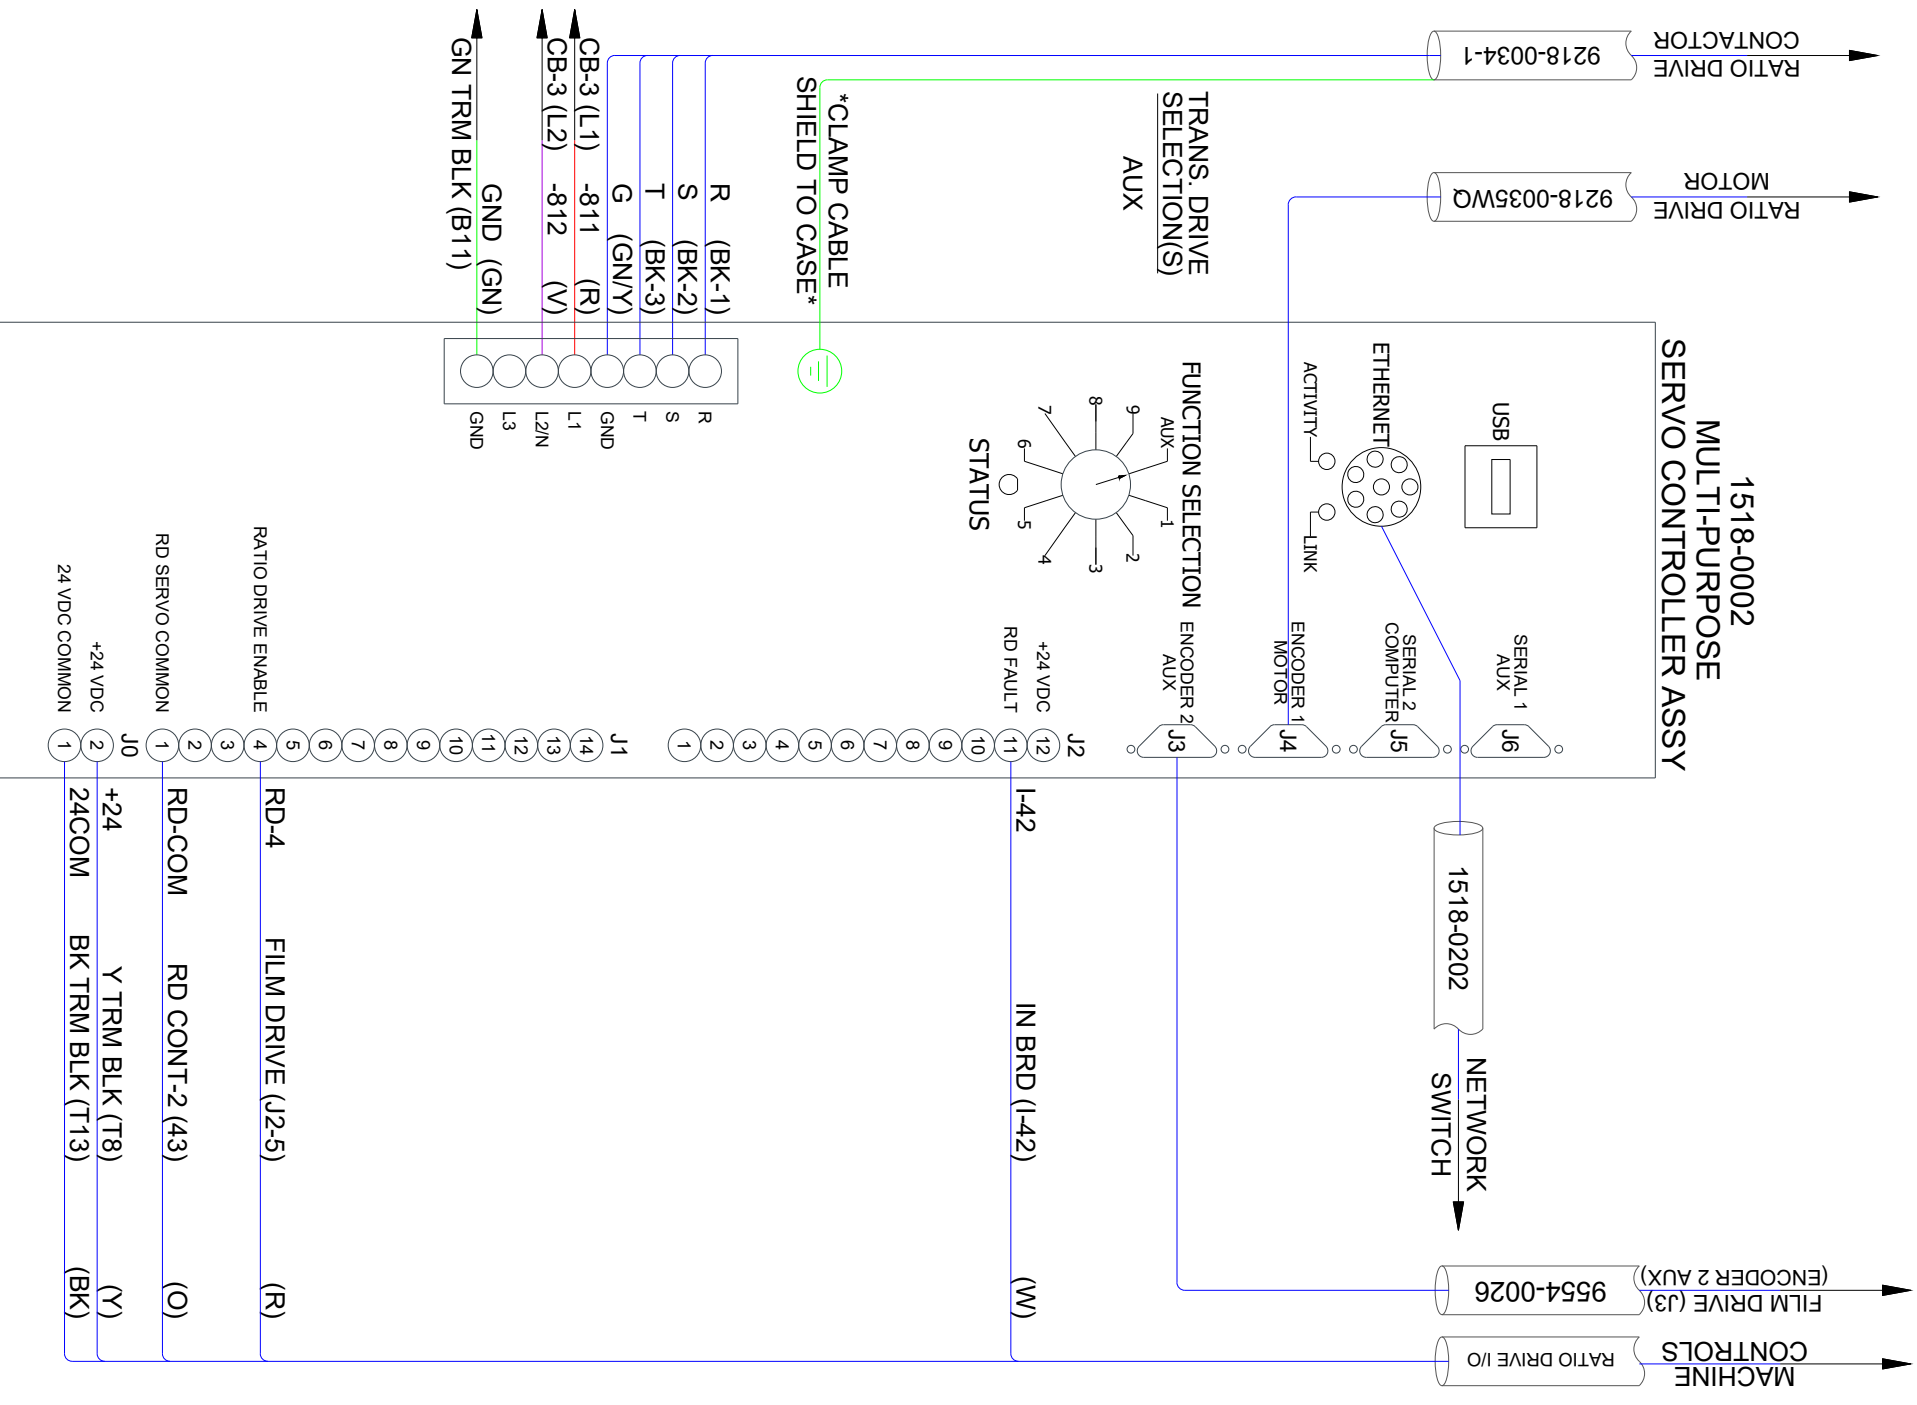 1518-0002
MULTI-PURPOSE
SERVO CONTROLLER ASSY
RATIO DRIVE
CONTACTOR
9218-0034-1
RATIO DRIVE
MOTOR
9218-0035WQ
TRANS. DRIVE
SELECTION(S)
AUX
*CLAMP CABLE
SHIELD TO CASE*
R (BK-1)
S (BK-2)
T (BK-3)
G (GN/Y)
CB-3 (L1) -811 (R)
CB-3 (L2) -812 (V)
GND (GN)
GN TRM BLK (B11)
R
S
T
GND
L1
L2/N
L3
GND
USB
ETHERNET
ACTIVITY
LINK
FUNCTION SELECTION
AUX
1
2
3
4
5
6
7
8
9
STATUS
SERIAL 1
AUX
J6
SERIAL 2
COMPUTER
J5
ENCODER 1
MOTOR
J4
ENCODER 2
AUX
J3
J2
+24 VDC
12
RD FAULT
11
10
9
8
7
6
5
4
3
2
1
J1
14
13
12
11
10
9
8
7
6
5
RATIO DRIVE ENABLE
4
3
2
RD SERVO COMMON
1
J0
+24 VDC
2
24 VDC COMMON
1
1518-0202
NETWORK
SWITCH
I-42 IN BRD (I-42) (W)
RD-4 FILM DRIVE (J2-5) (R)
RD-COM RD CONT-2 (43) (O)
+24 Y TRM BLK (T8) (Y)
24COM BK TRM BLK (T13) (BK)
9554-0026
FILM DRIVE (J3)
(ENCODER 2 AUX)
RATIO DRIVE I/O
MACHINE
CONTROLS